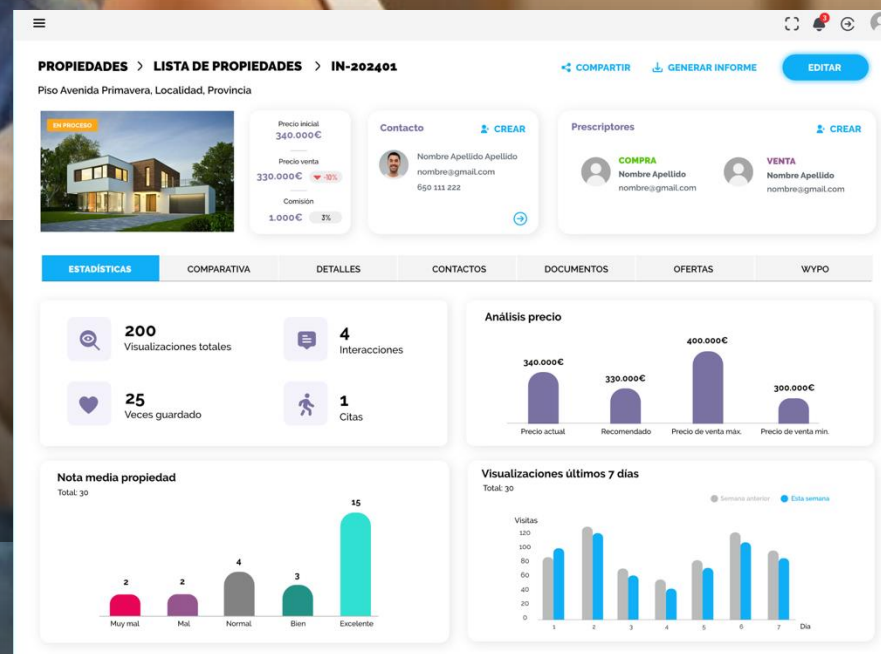 3
PROPIEDADES > LISTA DE PROPIEDADES > IN-202401
COMPARTIR
GENERAR INFORME
EDITAR
Piso Avenida Primavera, Localidad, Provincia
EN PROCESO
Precio inicial
340.000€
Precio venta
330.000€ -10%
Comisión
1.000€ 3%
Contacto
CREAR
Nombre Apellido Apellido
nombre@gmail.com
650 111 222
Prescriptores
CREAR
COMPRA
Nombre Apellido
nombre@gmail.com
VENTA
Nombre Apellido
nombre@gmail.com
ESTADÍSTICAS COMPARATIVA DETALLES CONTACTOS DOCUMENTOS OFERTAS WYPO
200
Visualizaciones totales
4
Interacciones
25
Veces guardado
1
Citas
Análisis precio
340.000€
330.000€
400.000€
300.000€
Precio actual Recomendado Precio de venta máx. Precio de venta min.
Nota media propiedad
Total: 30
2
2
4
3
15
Muy mal Mal Normal Bien Excelente
Visualizaciones últimos 7 días
Total: 30
Semana anterior Esta semana
Visitas
120
100
80
60
40
20
0
1 2 3 4 5 6 7 Día